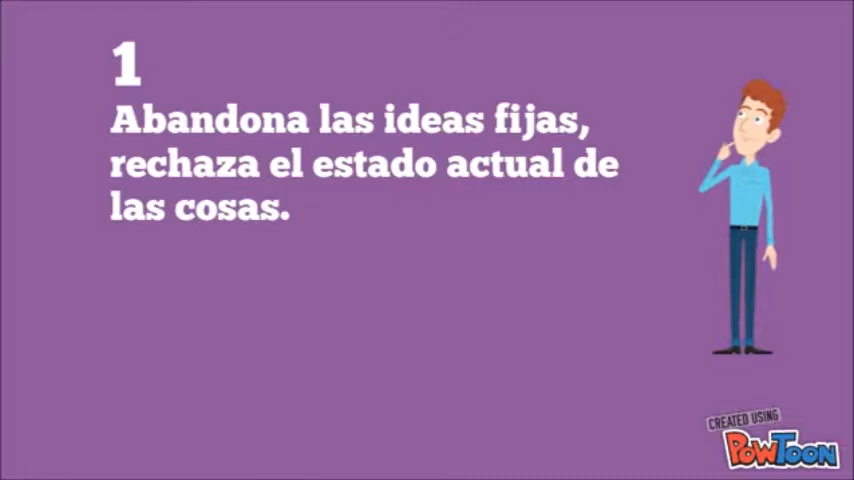 1
Abandona las ideas fijas,
rechaza el estado actual de
las cosas.
CREATED USING
POWTOON